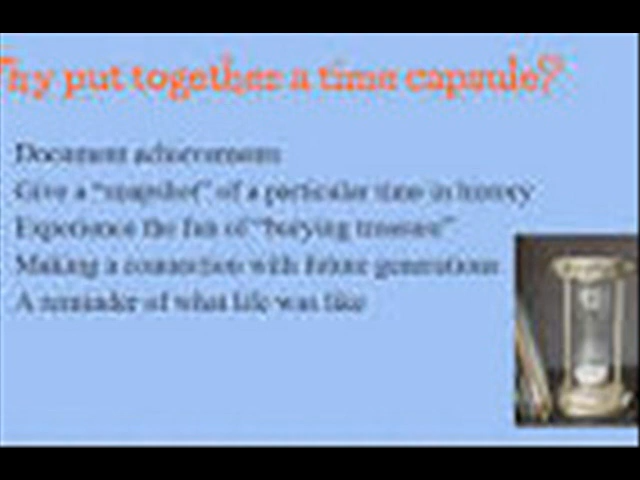 hy put together a time capsule?
Document achievements
Give a "snapshot" of a particular time in history
Experience the fun of "burying treasure"
Making a connection with future generations
A reminder of what life was like